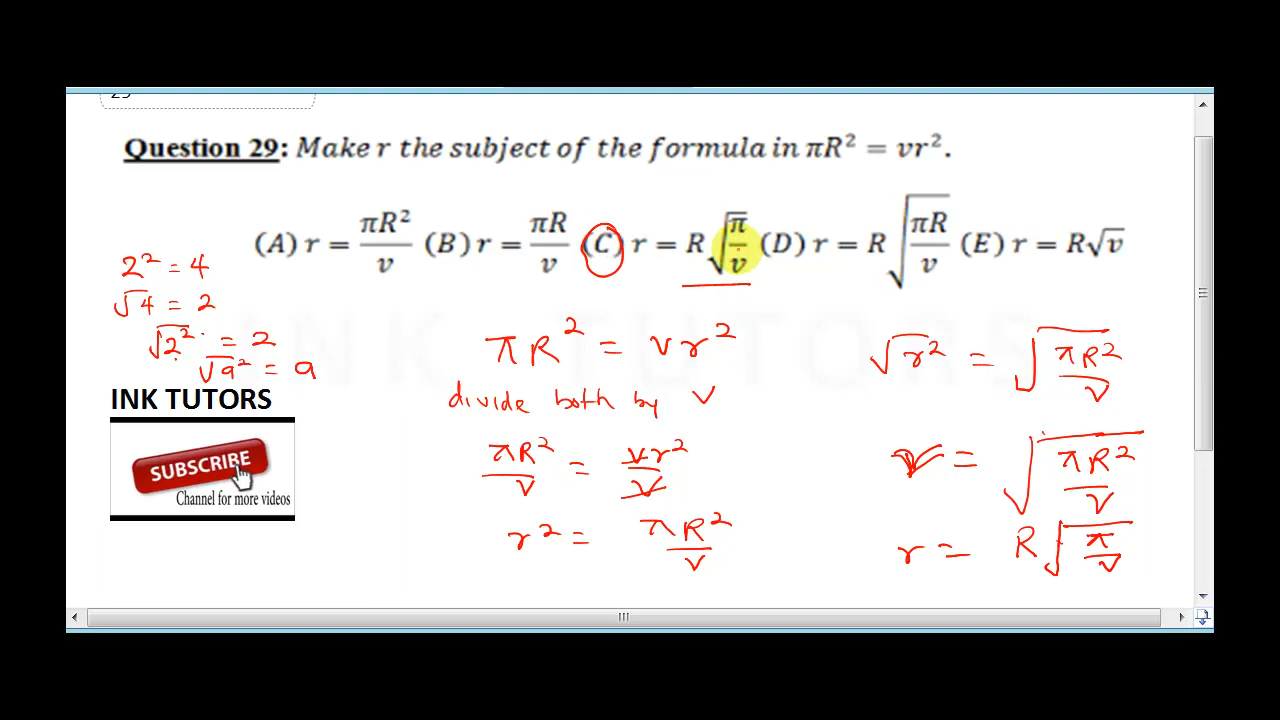 Question 29: Make r the subject of the formula in πR² = vr².
(A) r = πR²/v (B) r = πR/v (C) r = R√(π/v) (D) r = R√(πR/v) (E) r = R√v
2² = 4
√4 = 2
√2² = 2
√a² = a
INK TUTORS
SUBSCRIBE
Channel for more videos
πR² = vr²
divide both by v
πR²/v = vr²/v
r² = πR²/v
√r² = √(πR²/v)
r = √(πR²/v)
r = R√(π/v)
INK TUTORS